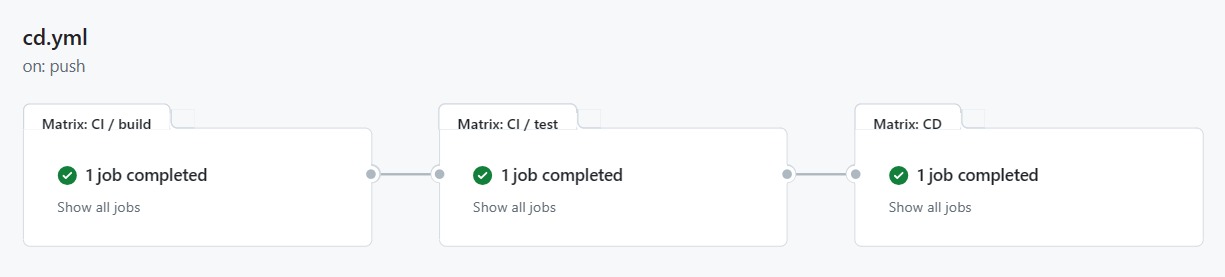 cd.yml
on: push
Matrix: CI / build
1 job completed
Show all jobs
Matrix: CI / test
1 job completed
Show all jobs
Matrix: CD
1 job completed
Show all jobs